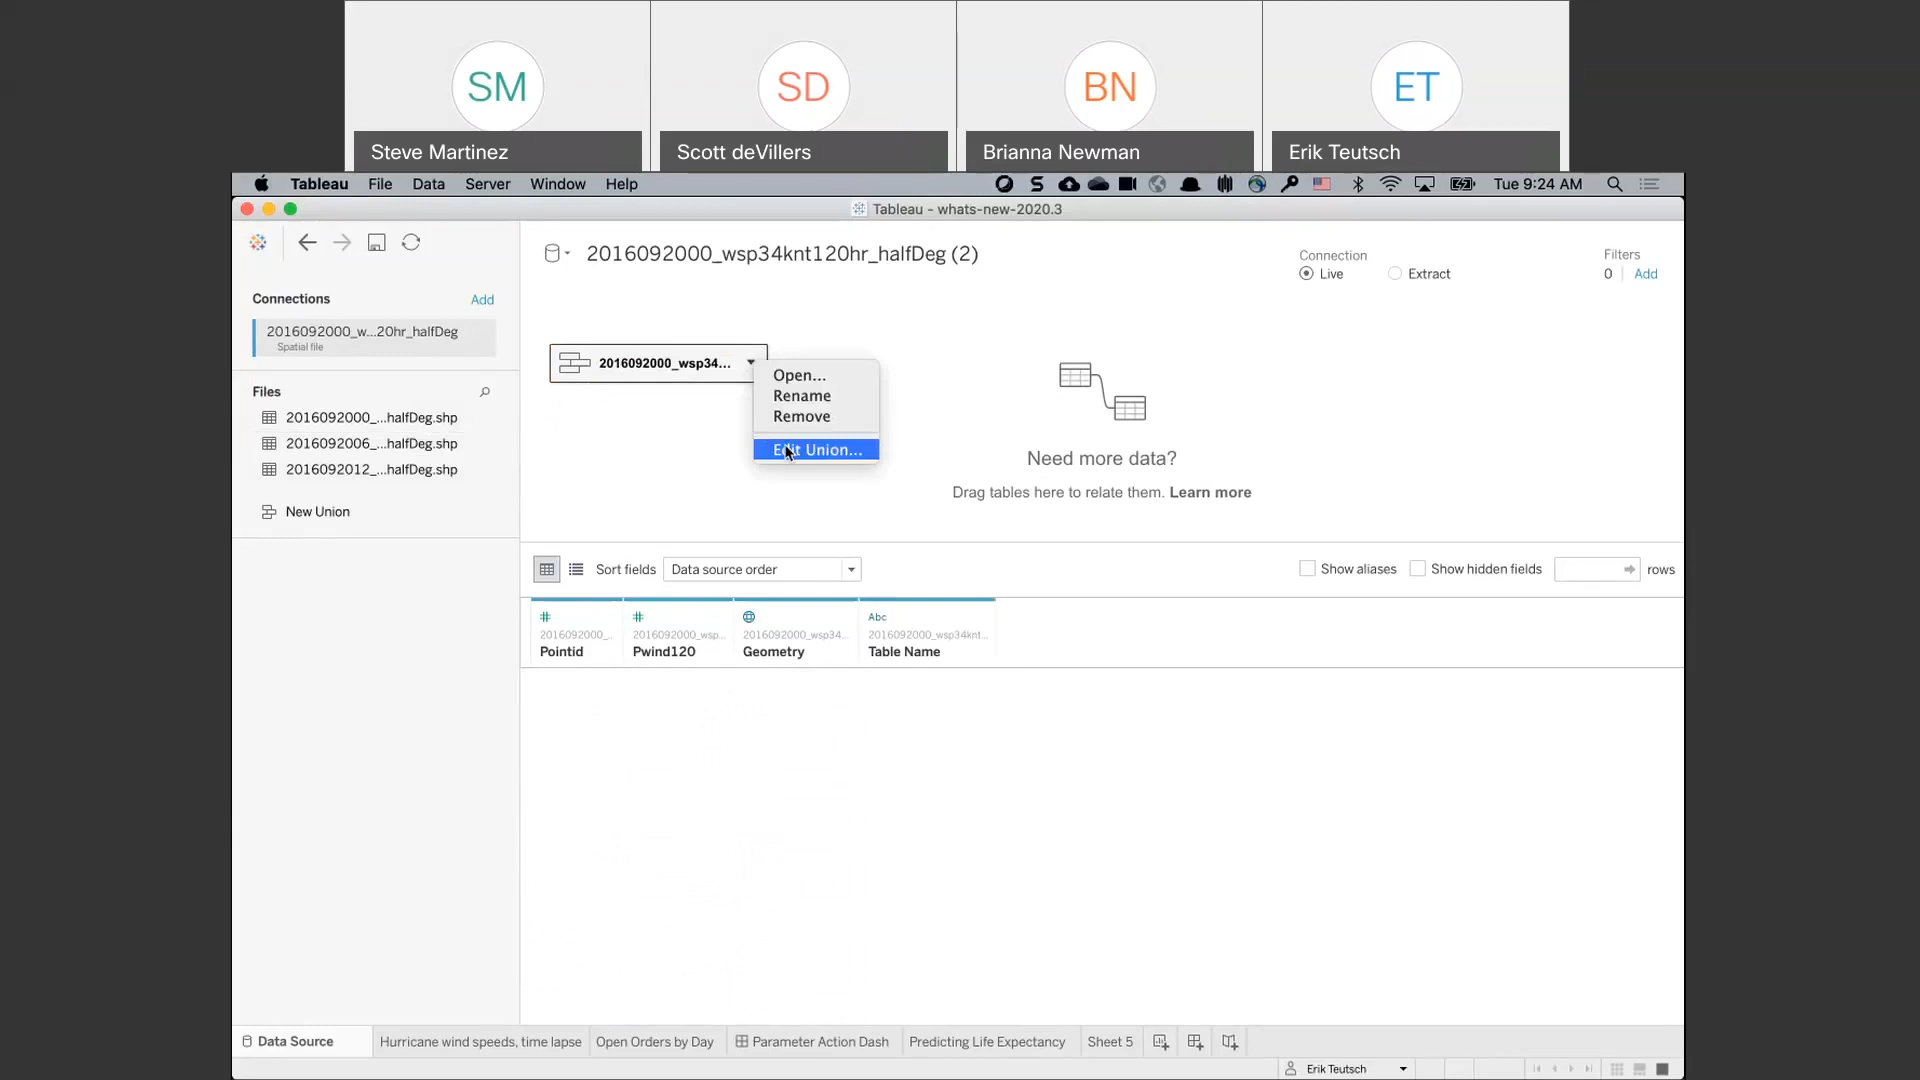 SM
SD
BN
ET
Steve Martinez
Scott deVillers
Brianna Newman
Erik Teutsch
Tableau File Data Server Window Help
Tue 9:24 AM
Tableau - whats-new-2020.3
2016092000_wsp34knt120hr_halfDeg (2)
Connection
Live
Extract
Filters
0
Add
Connections
Add
2016092000_w...20hr_halfDeg
Spatial file
Files
2016092000_...halfDeg.shp
2016092006_...halfDeg.shp
2016092012_...halfDeg.shp
New Union
2016092000_wsp34...
Open...
Rename
Remove
Edit Union...
Need more data?
Drag tables here to relate them. Learn more
Sort fields
Data source order
Show aliases
Show hidden fields
rows
2016092000_...
Pointid
2016092000_wsp...
Pwind120
2016092000_wsp34...
Geometry
Abc
2016092000_wsp34knt...
Table Name
Data Source
Hurricane wind speeds, time lapse
Open Orders by Day
Parameter Action Dash
Predicting Life Expectancy
Sheet 5
Erik Teutsch